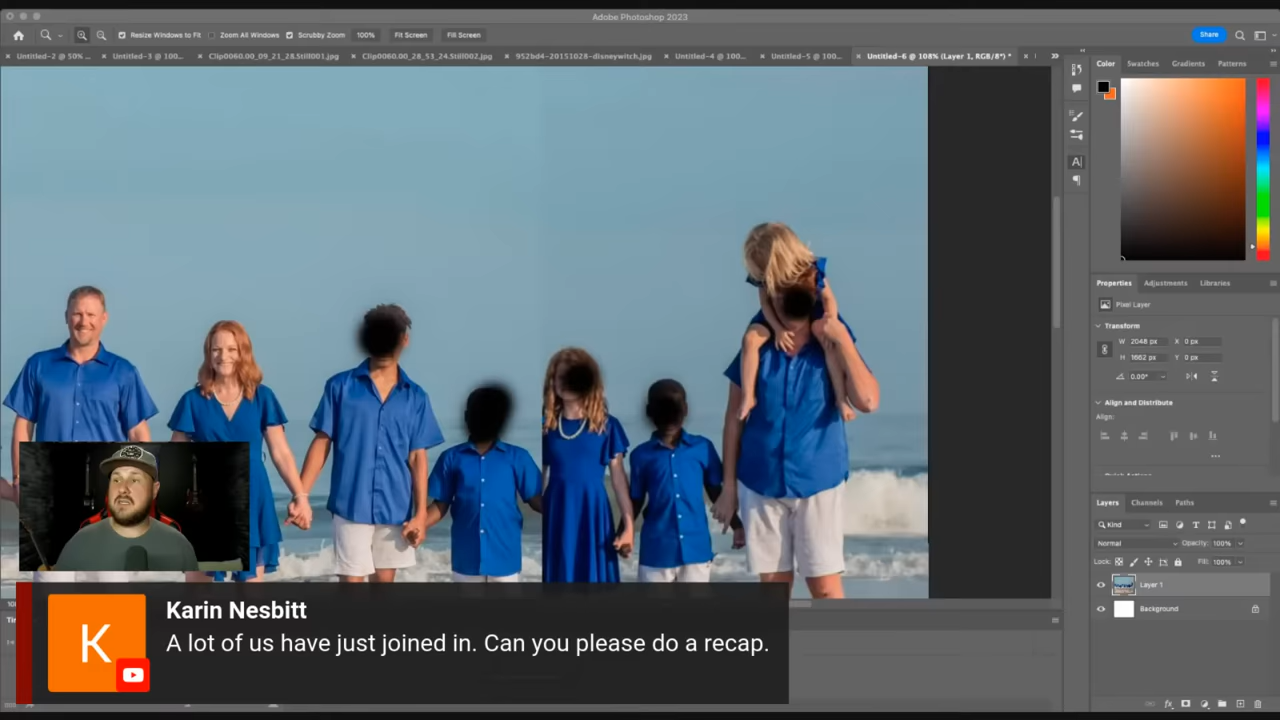 Adobe Photoshop 2023
Resize Windows to Fit Zoom All Windows Scrubby Zoom 100% Fit Screen Fill Screen Share
Untitled-2 @ 50% ... Untitled-3 @ 100... Clip0060.00_09_21_28.Still001.jpg Clip0060.00_28_53_24.Still002.jpg 952bd4-20151028-disneywitch.jpg Untitled-4 @ 100... Untitled-5 @ 100... Untitled-6 @ 108% (Layer 1, RGB/8*) *
Color Swatches Gradients Patterns
Properties Adjustments Libraries
Pixel Layer
Transform
W 2048 px X 0 px
H 1662 px Y 0 px
0.00°
Align and Distribute
Align:
Layers Channels Paths
Kind
Normal Opacity: 100%
Lock: Fill: 100%
Layer 1
Background
K
Karin Nesbitt
A lot of us have just joined in. Can you please do a recap.